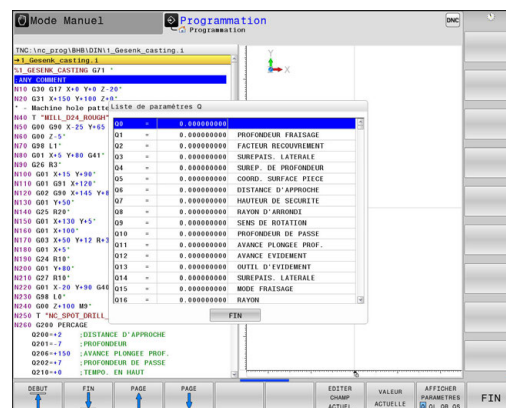 Mode Manuel
Programmation
Programmation
DNC
TNC:\nc_prog\BHB\DIN\1_Gesenk_casting.i
→1_Gesenk_casting.i
%1_GESENK_CASTING G71 *
;ANY COMMENT
N10 G30 G17 X+0 Y+0 Z-20*
N20 G31 X+150 Y+100 Z+0*
* - Machine hole patte
N40 T "MILL_D24_ROUGH"
N50 G00 G90 X-25 Y+65
N60 G00 Z-5*
N70 G98 L1*
N80 G01 X+5 Y+80 G41*
N90 G26 R3*
N100 G01 X+15 Y+90*
N110 G01 G91 X+120*
N120 G02 G90 X+145 Y+8
N130 G01 Y+50*
N140 G25 R20*
N150 G01 X+130 Y+5*
N160 G01 X+100*
N170 G03 X+50 Y+12 R+3
N180 G01 X+5*
N190 G24 R10*
N200 G01 Y+80*
N210 G27 R10*
N220 G01 X-20 Y+90 G40
N230 G98 L0*
N240 G00 Z+100 M9*
N250 T "NC_SPOT_DRILL_
N260 G200 PERCAGE
Q200=+2 ;DISTANCE D'APPROCHE
Q201=-7 ;PROFONDEUR
Q206=+150 ;AVANCE PLONGEE PROF.
Q202=+7 ;PROFONDEUR DE PASSE
Q210=+0 ;TEMPO. EN HAUT
Y
X
Liste de paramètres Q
Q0 = 0.000000000
Q1 = 0.000000000 PROFONDEUR FRAISAGE
Q2 = 0.000000000 FACTEUR RECOUVREMENT
Q3 = 0.000000000 SUREPAIS. LATERALE
Q4 = 0.000000000 SUREP. DE PROFONDEUR
Q5 = 0.000000000 COORD. SURFACE PIECE
Q6 = 0.000000000 DISTANCE D'APPROCHE
Q7 = 0.000000000 HAUTEUR DE SECURITE
Q8 = 0.000000000 RAYON D'ARRONDI
Q9 = 0.000000000 SENS DE ROTATION
Q10 = 0.000000000 PROFONDEUR DE PASSE
Q11 = 0.000000000 AVANCE PLONGEE PROF.
Q12 = 0.000000000 AVANCE EVIDEMENT
Q13 = 0.000000000 OUTIL D'EVIDEMENT
Q14 = 0.000000000 SUREPAIS. LATERALE
Q15 = 0.000000000 MODE FRAISAGE
Q16 = 0.000000000 RAYON
FIN
DEBUT
FIN
PAGE
PAGE
EDITER
CHAMP
ACTUEL
VALEUR
ACTUELLE
AFFICHER
PARAMETRES
FIN